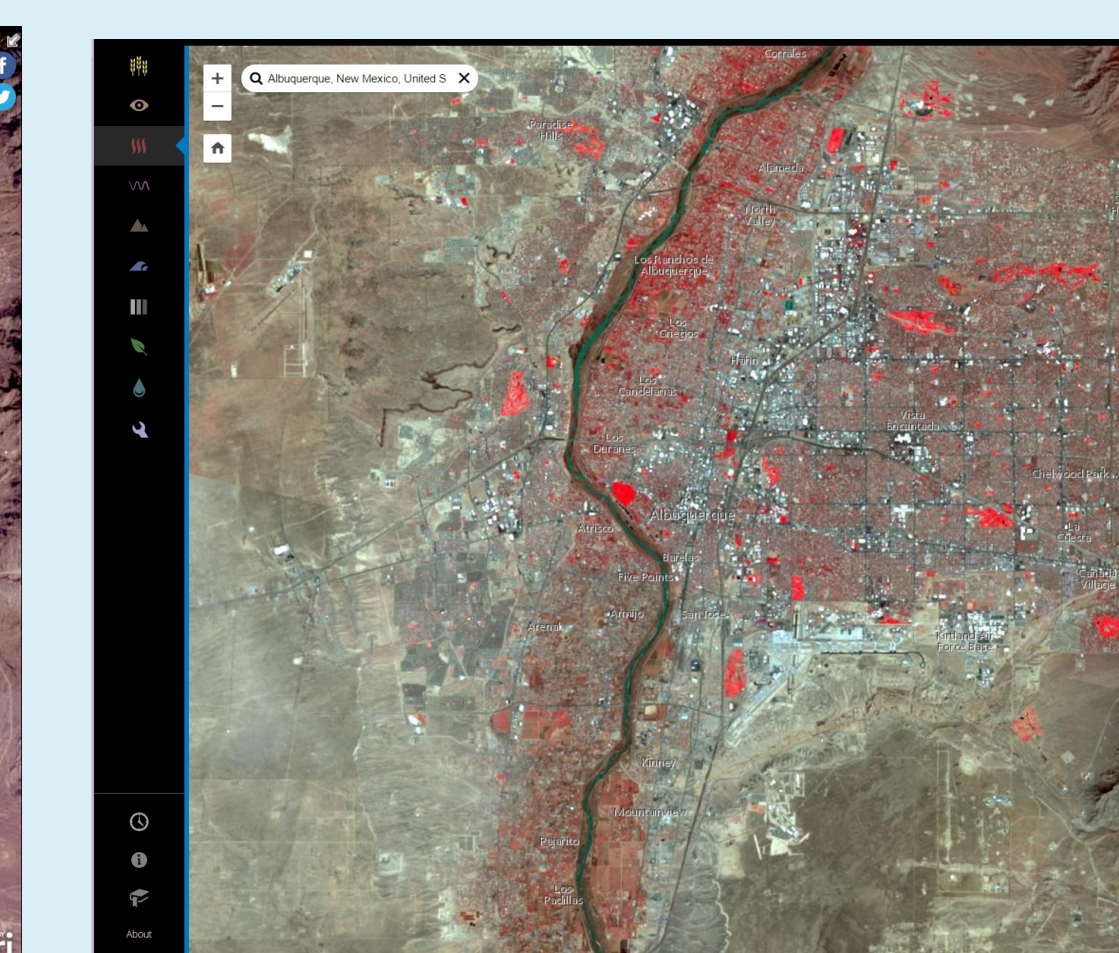 Albuquerque, New Mexico, United S
Corrales
Paradise
Hills
Alameda
North
Valley
Los Ranchos de
Albuquerque
Los
Griegos
Hahn
Los
Candelarias
Vista
Encantada
Los
Duranes
Chelwood Park
Albuquerque
Atrisco
La
Cuesta
Barelas
Five Points
Canada
Village
Armijo
San Jose
Arenal
Kirtland Air
Force Base
Kinney
Mountainview
Pajarito
Los
Padillas
About